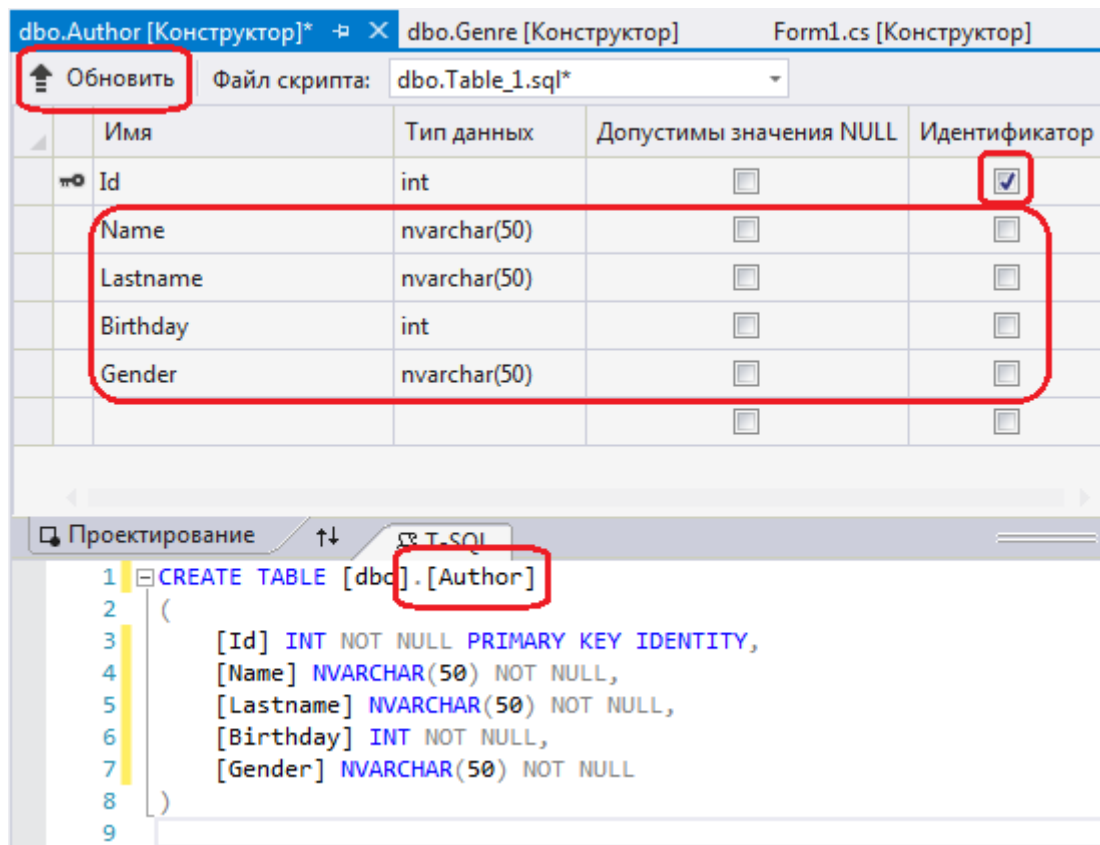 dbo.Author [Конструктор]* dbo.Genre [Конструктор] Form1.cs [Конструктор]
Обновить Файл скрипта: dbo.Table_1.sql*
Имя Тип данных Допустимы значения NULL Идентификатор
Id int
Name nvarchar(50)
Lastname nvarchar(50)
Birthday int
Gender nvarchar(50)
Проектирование T-SQL
1 CREATE TABLE [dbo].[Author]
2 (
3 [Id] INT NOT NULL PRIMARY KEY IDENTITY,
4 [Name] NVARCHAR(50) NOT NULL,
5 [Lastname] NVARCHAR(50) NOT NULL,
6 [Birthday] INT NOT NULL,
7 [Gender] NVARCHAR(50) NOT NULL
8 )
9